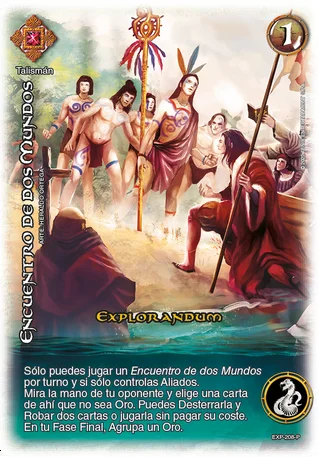 1
Talismán
Encuentro de dos Mundos
Explorandum
Sólo puedes jugar un Encuentro de dos Mundos
por turno y si sólo controlas Aliados.
Mira la mano de tu oponente y elige una carta
de ahí que no sea Oro. Puedes Desterrarla y
Robar dos cartas o jugarla sin pagar su coste.
En tu Fase Final, Agrupa un Oro.
EXP-208-P